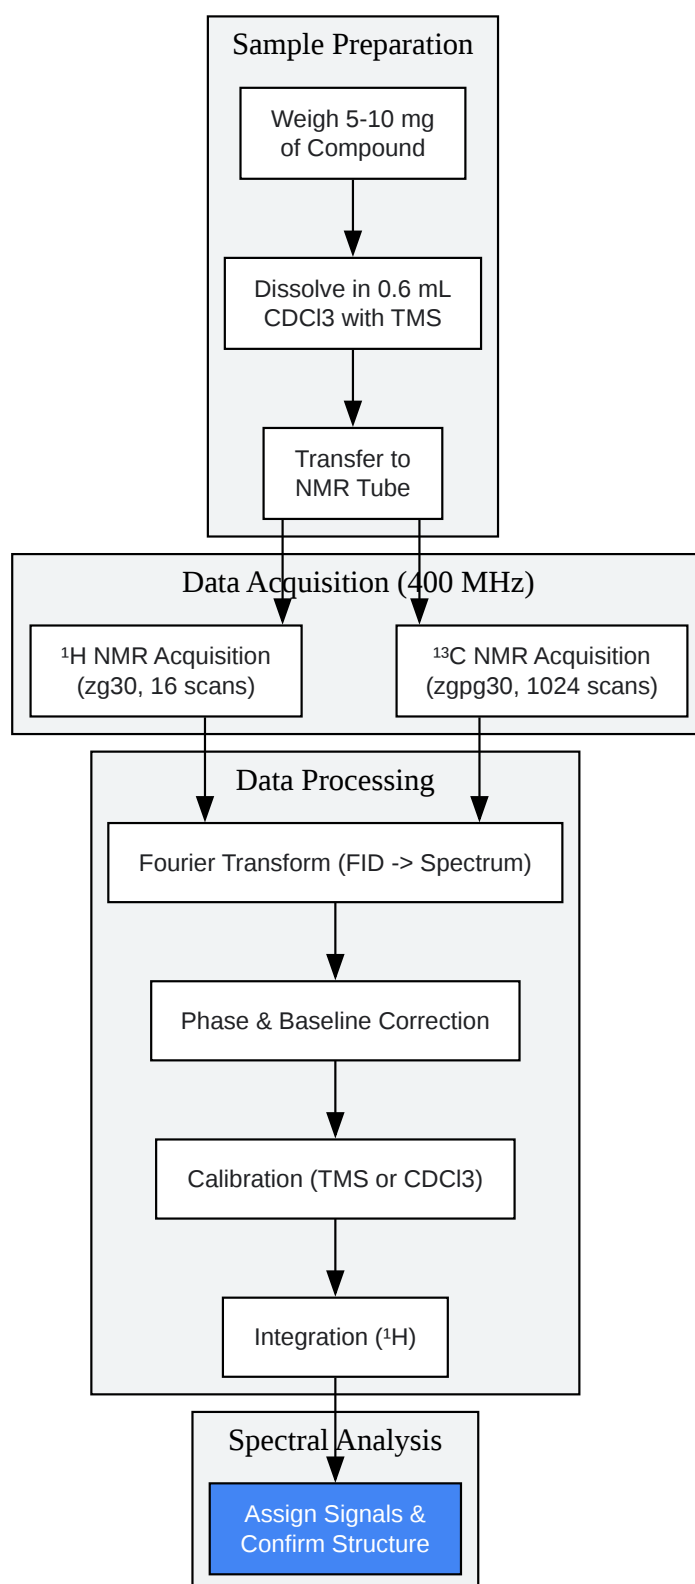 Sample Preparation
Weigh 5-10 mg
of Compound
Dissolve in 0.6 mL
CDCl3 with TMS
Transfer to
NMR Tube
Data Acquisition (400 MHz)
¹H NMR Acquisition
(zg30, 16 scans)
¹³C NMR Acquisition
(zgpg30, 1024 scans)
Data Processing
Fourier Transform (FID -> Spectrum)
Phase & Baseline Correction
Calibration (TMS or CDCl3)
Integration (¹H)
Spectral Analysis
Assign Signals &
Confirm Structure